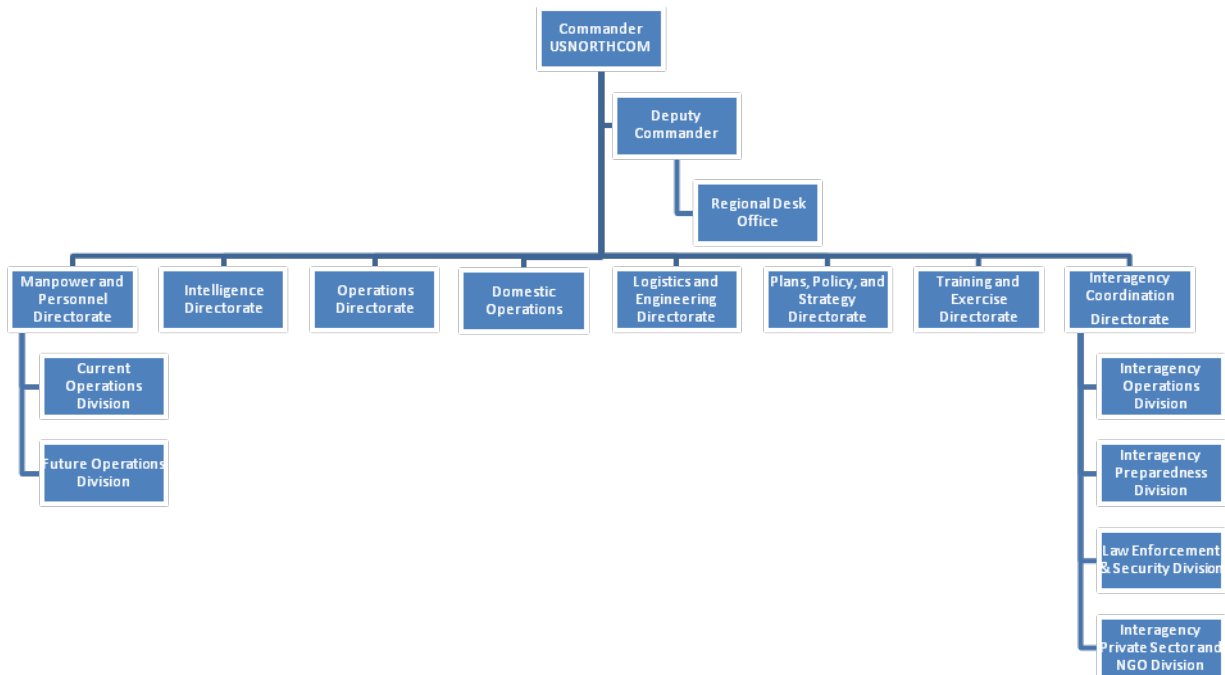 Commander
USNORTHCOM
Deputy
Commander
Regional Desk
Office
Manpower and
Personnel
Directorate
Intelligence
Directorate
Operations
Directorate
Domestic
Operations
Logistics and
Engineering
Directorate
Plans, Policy, and
Strategy
Directorate
Training and
Exercise
Directorate
Interagency
Coordination
Directorate
Current
Operations
Division
Future Operations
Division
Interagency
Operations
Division
Interagency
Preparedness
Division
Law Enforcement
& Security Division
Interagency
Private Sector and
NGO Division